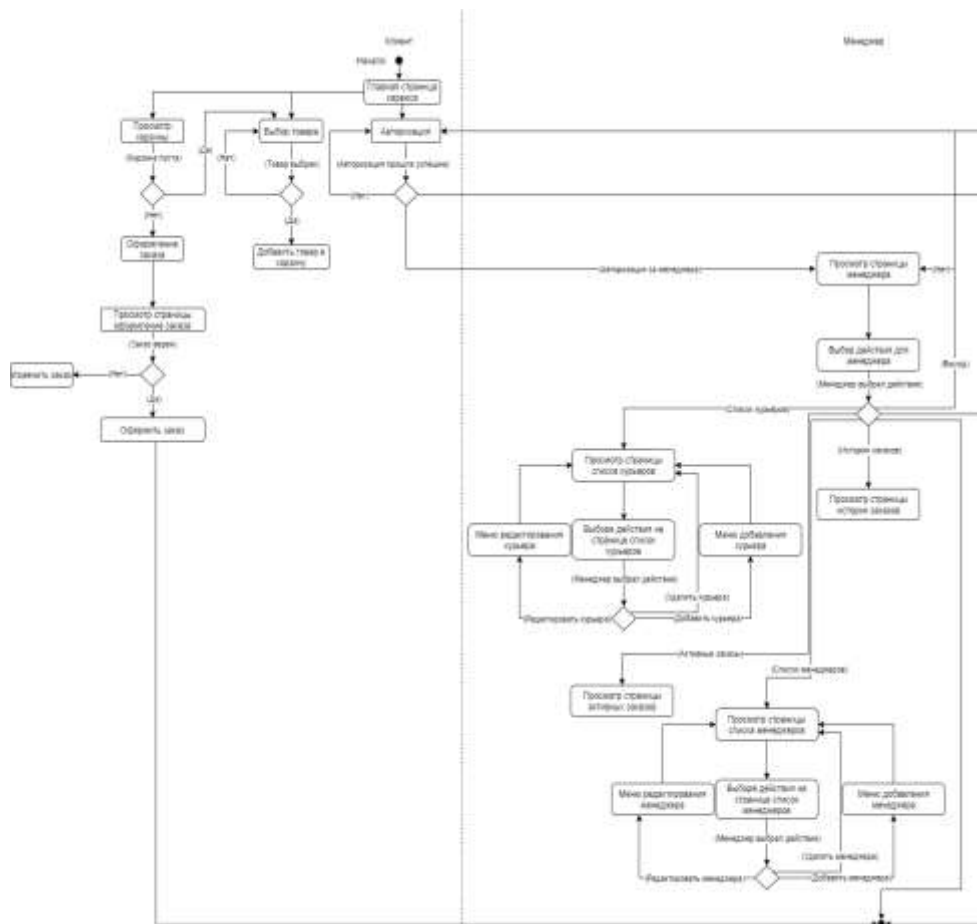 Клиент
Менеджер
Начало
Главная страница
сервиса
Просмотр
корзины
Выбор товара
Авторизация
(Да)
(Нет)
(Корзина пуста)
(Товар выбран)
(Авторизация прошла успешно)
(Нет)
(Нет)
(Да)
Оформление
заказа
Добавить товар в
корзину
(Авторизация за менеджера)
Просмотр страницы
менеджера
(Нет)
Просмотр страницы
оформление заказа
(Заказ верен)
Изменить заказ
(Нет)
(Да)
Оформить заказ
Выбор действия для
менеджера
(Выход)
(Менеджер выбрал действие)
(Список курьеров)
(История заказов)
Просмотр страницы
списка курьеров
Просмотр страницы
истории заказов
Меню редактирования
курьера
Выбора действия на
странице список
курьеров
Меню добавления
курьера
(Менеджер выбрал действие)
(Удалить курьера)
(Редактировать курьера)
(Добавить курьера)
(Активные заказы)
(Список менеджеров)
Просмотр страницы
активных заказов
Просмотр страницы
списка менеджеров
Меню редактирования
менеджера
Выбора действия на
странице список
менеджеров
Меню добавления
менеджера
(Менеджер выбрал действие)
(Удалить менеджера)
(Редактировать менеджера)
(Добавить менеджера)